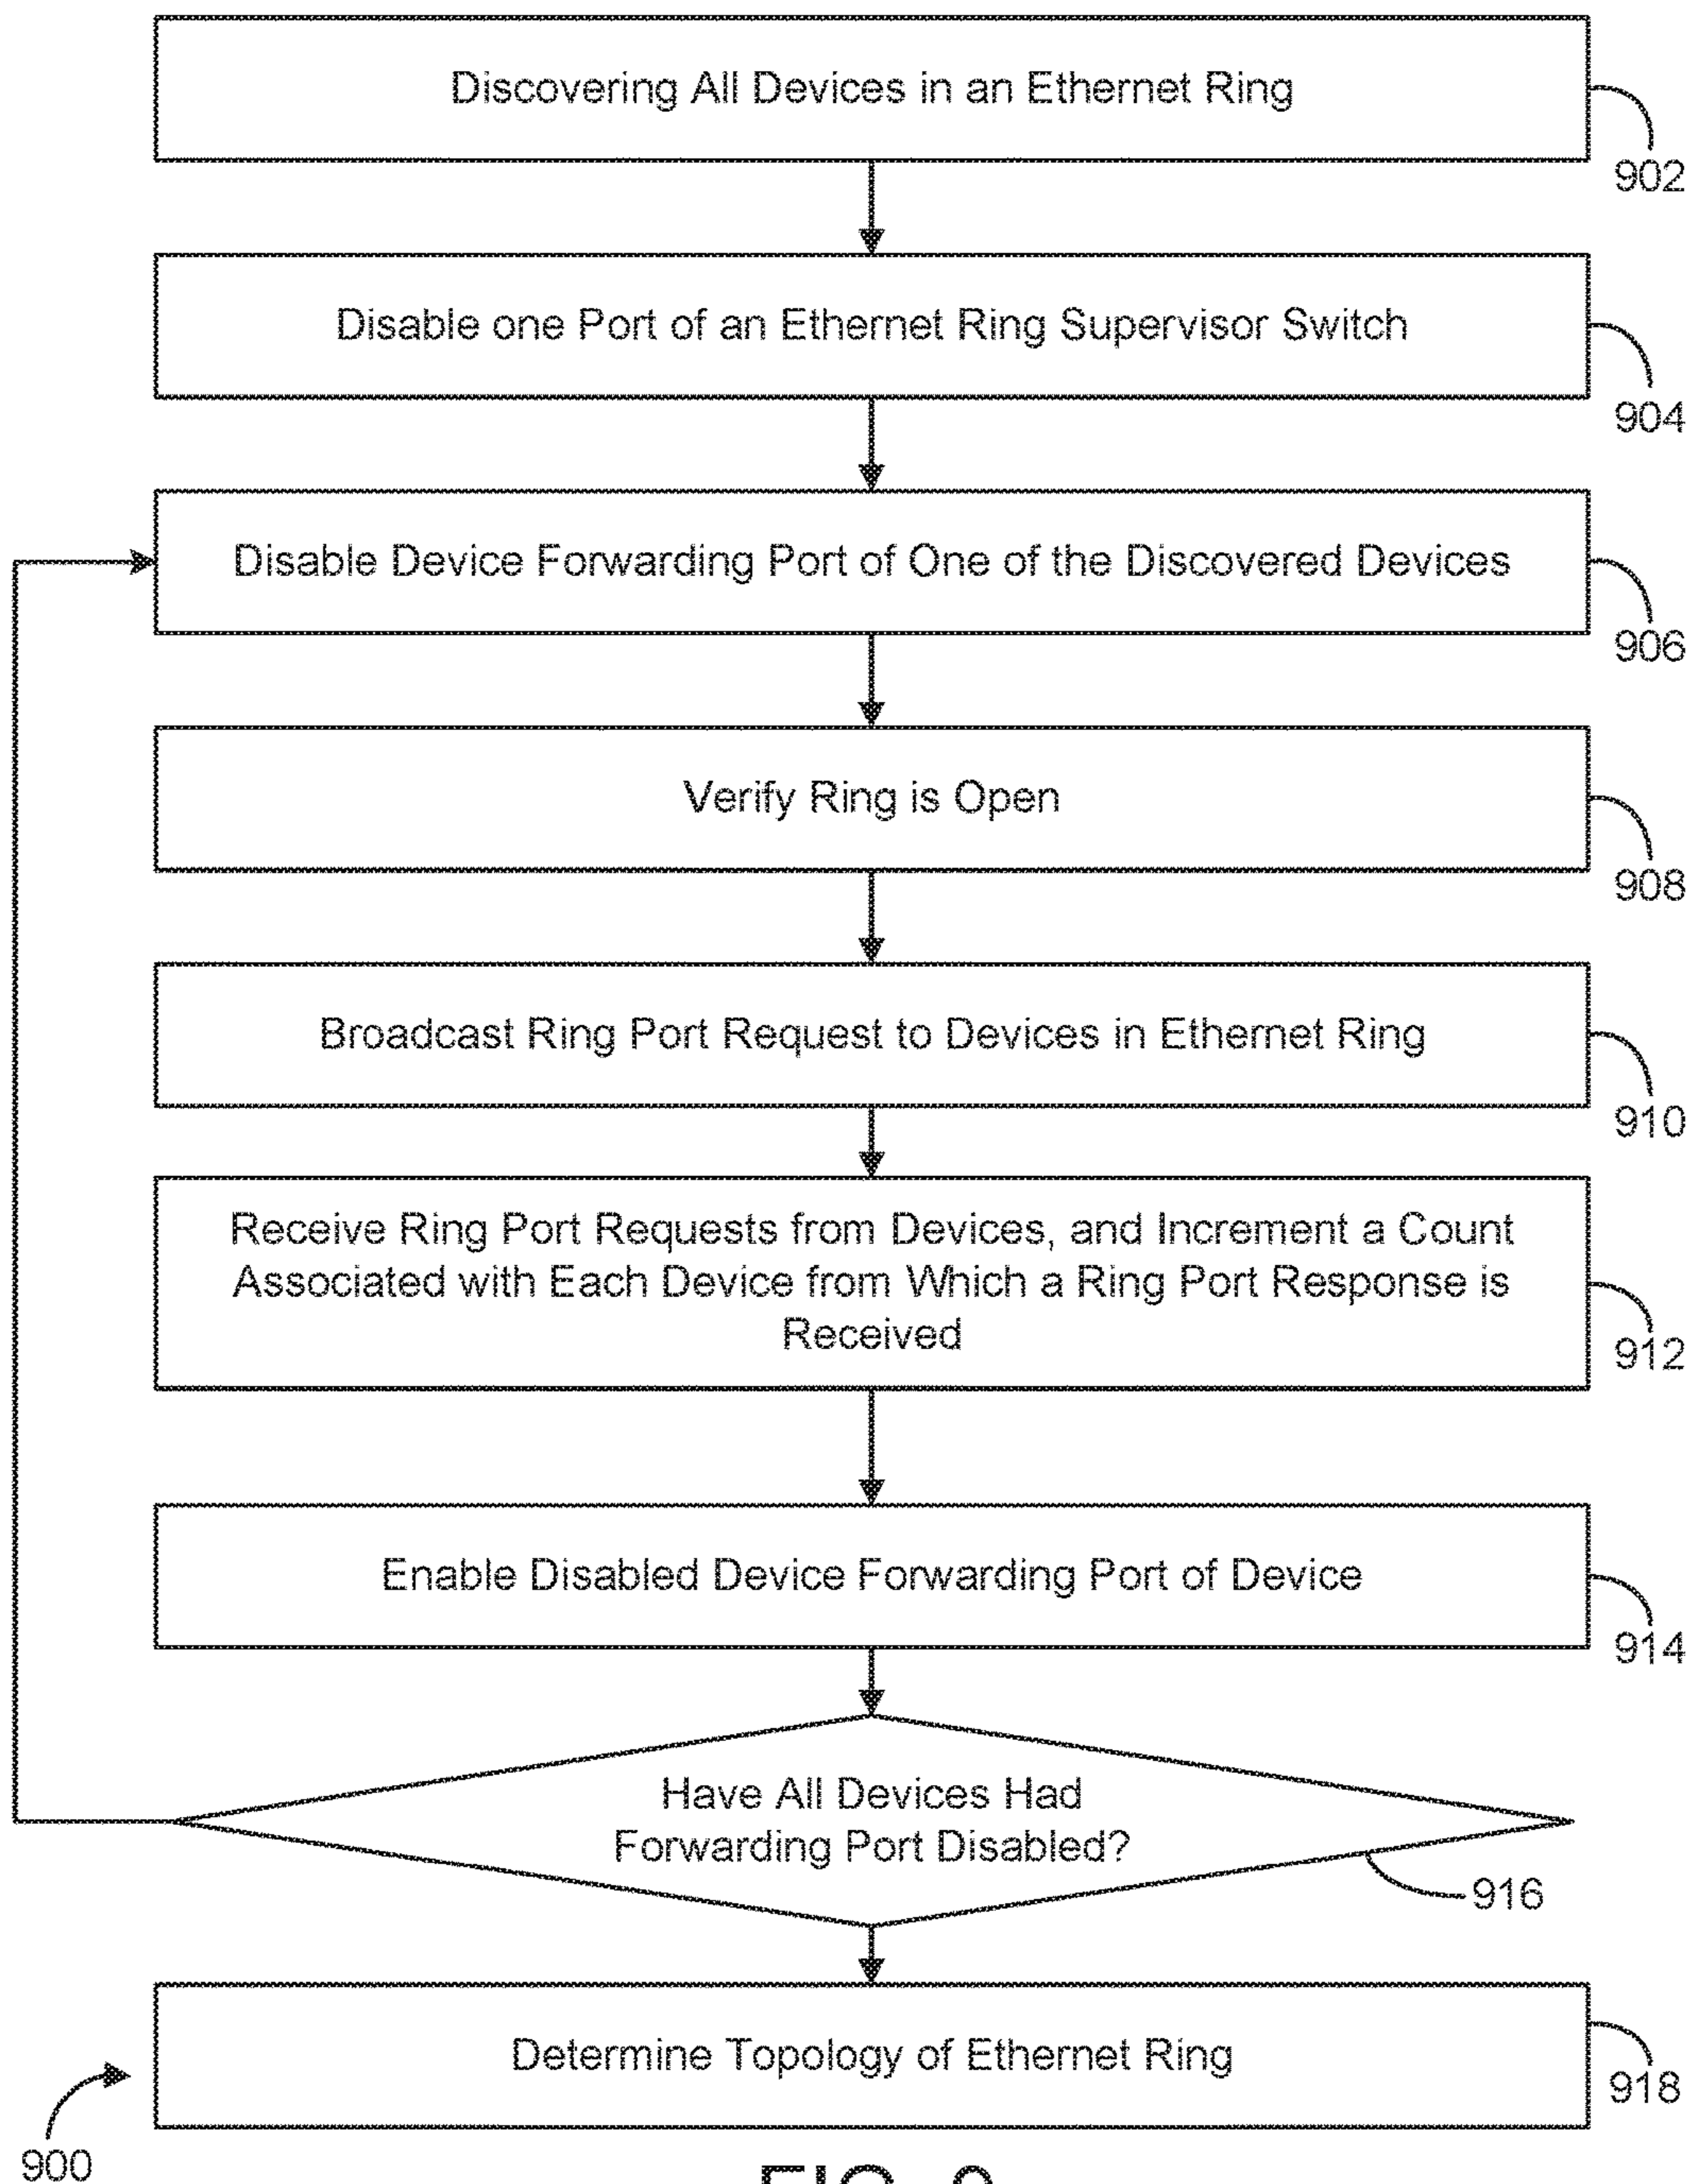 Discovering All Devices in an Ethernet Ring
902
Disable one Port of an Ethernet Ring Supervisor Switch
904
Disable Device Forwarding Port of One of the Discovered Devices
906
Verify Ring is Open
908
Broadcast Ring Port Request to Devices in Ethernet Ring
910
Receive Ring Port Requests from Devices, and Increment a Count
Associated with Each Device from Which a Ring Port Response is
Received
912
Enable Disabled Device Forwarding Port of Device
914
Have All Devices Had
Forwarding Port Disabled?
916
Determine Topology of Ethernet Ring
918
900